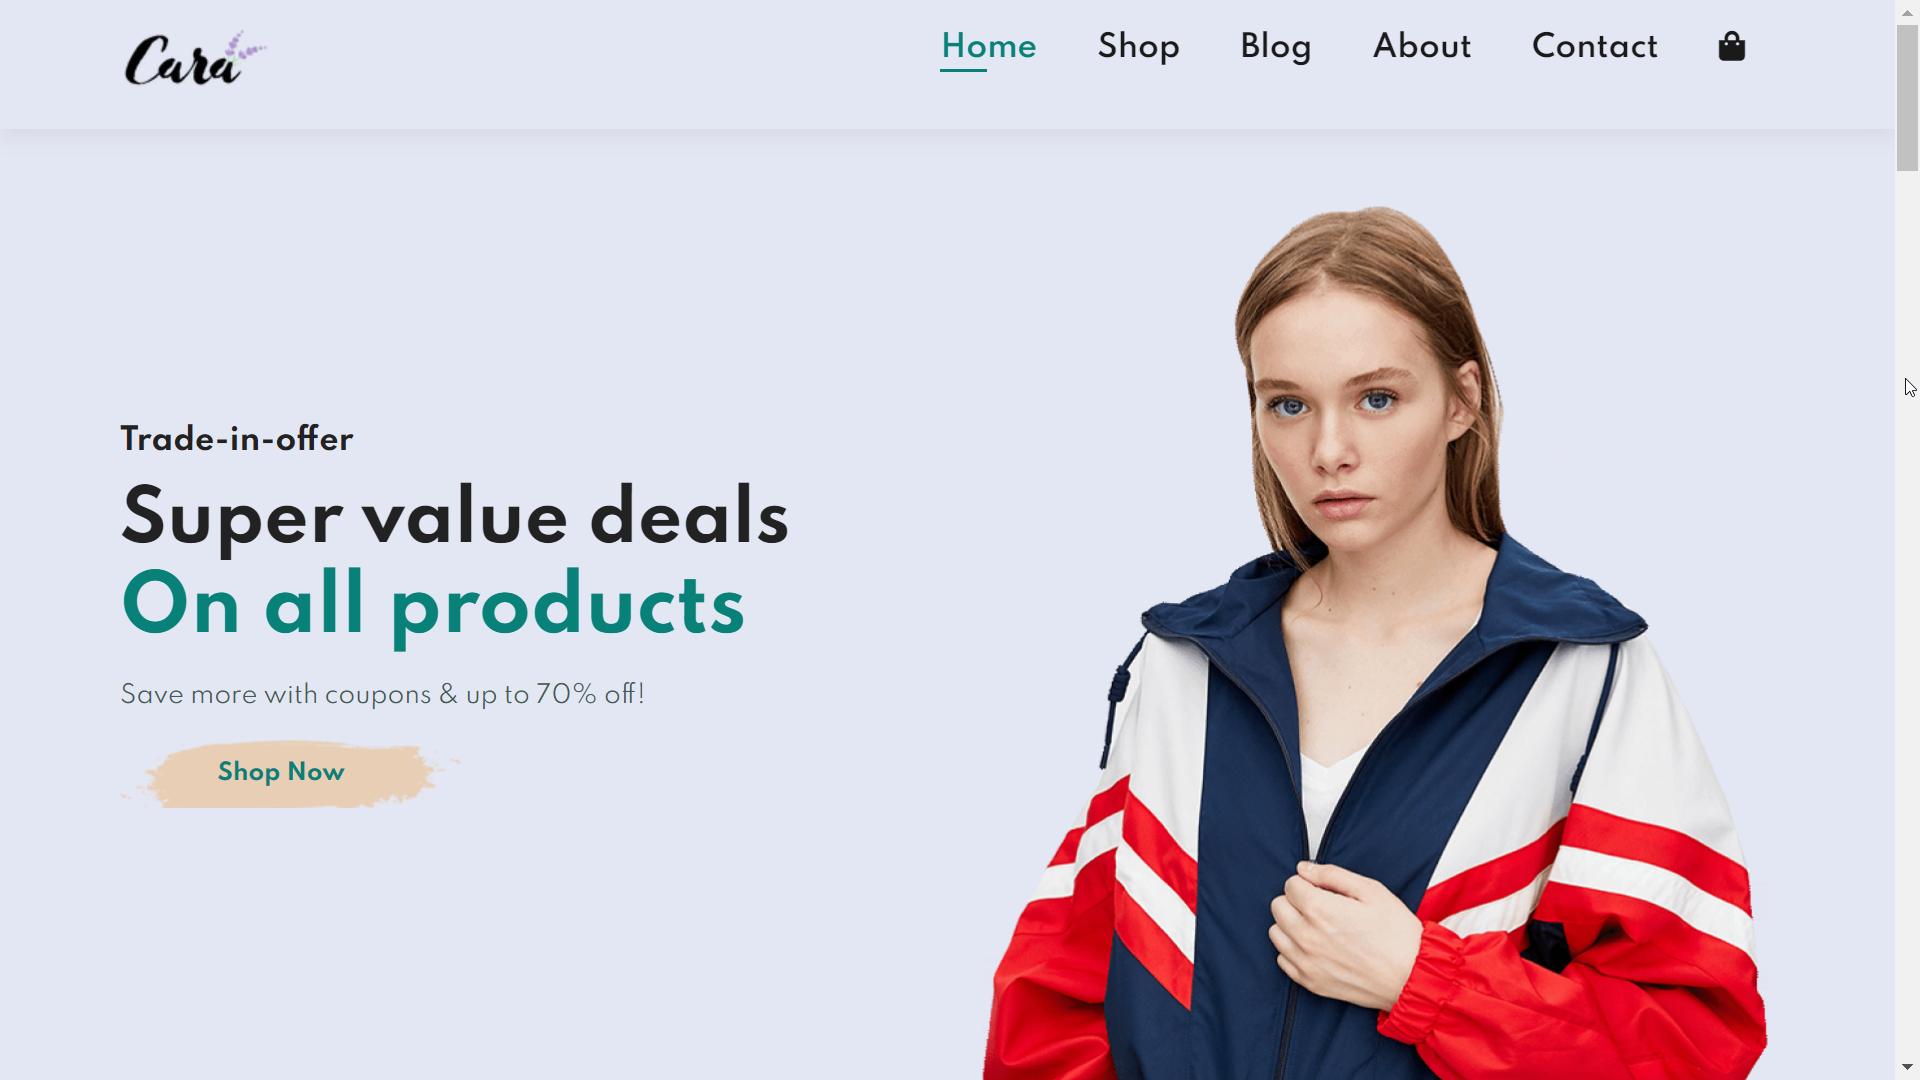 Cara
Home Shop Blog About Contact
Trade-in-offer
Super value deals
On all products
Save more with coupons & up to 70% off!
Shop Now